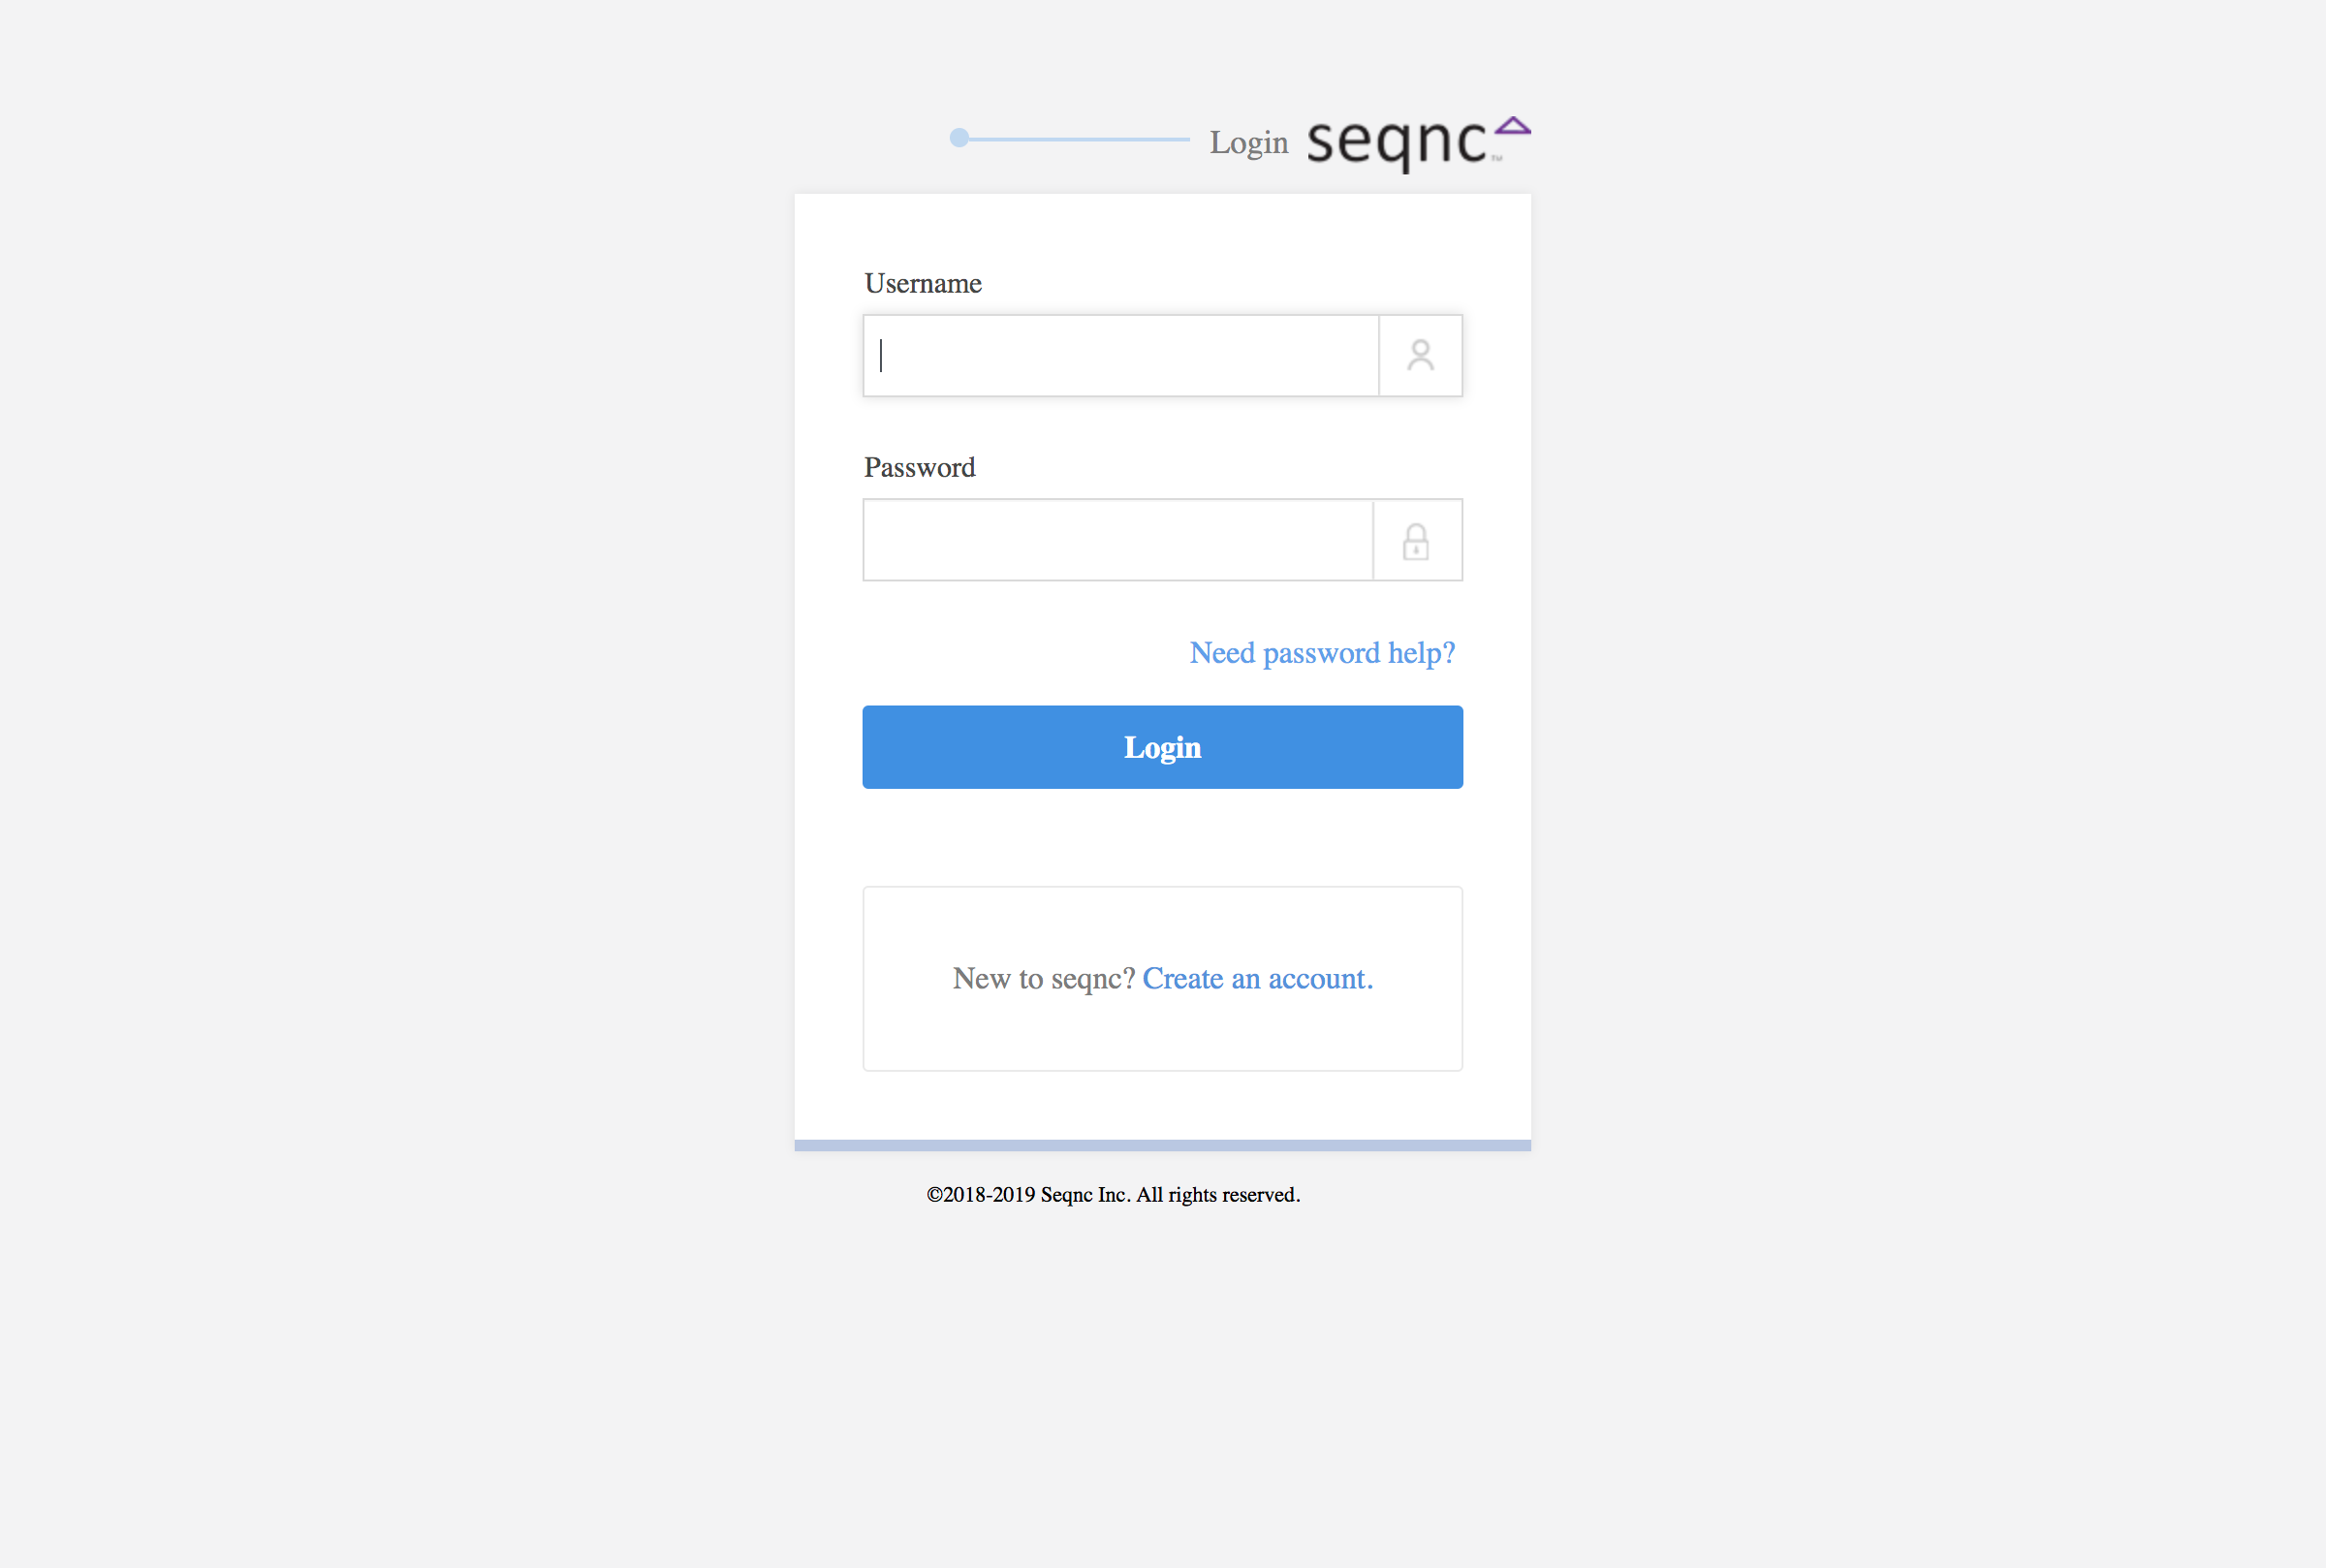 Login seqnc™
Username
Password
Need password help?
Login
New to seqnc? Create an account.
©2018-2019 Seqnc Inc. All rights reserved.